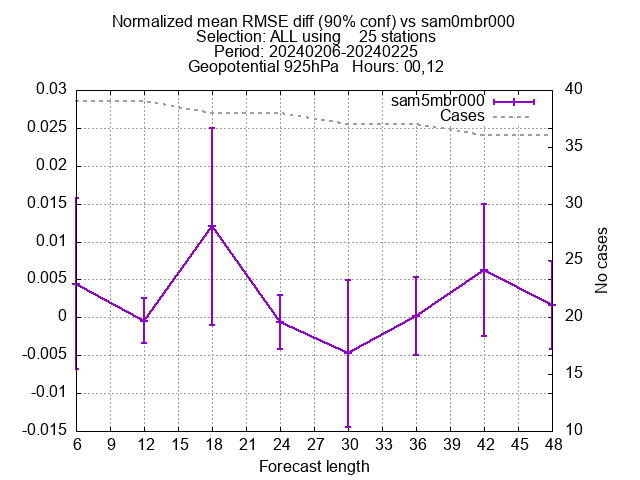 Normalized mean RMSE diff (90% conf) vs sam0mbr000
Selection: ALL using    25 stations
Period: 20240206-20240225
Geopotential 925hPa   Hours: 00,12
sam5mbr000
Cases
0.03
0.025
0.02
0.015
0.01
0.005
0
-0.005
-0.01
-0.015
40
35
30
25
20
15
10
No cases
6 9 12 15 18 21 24 27 30 33 36 39 42 45 48
Forecast length